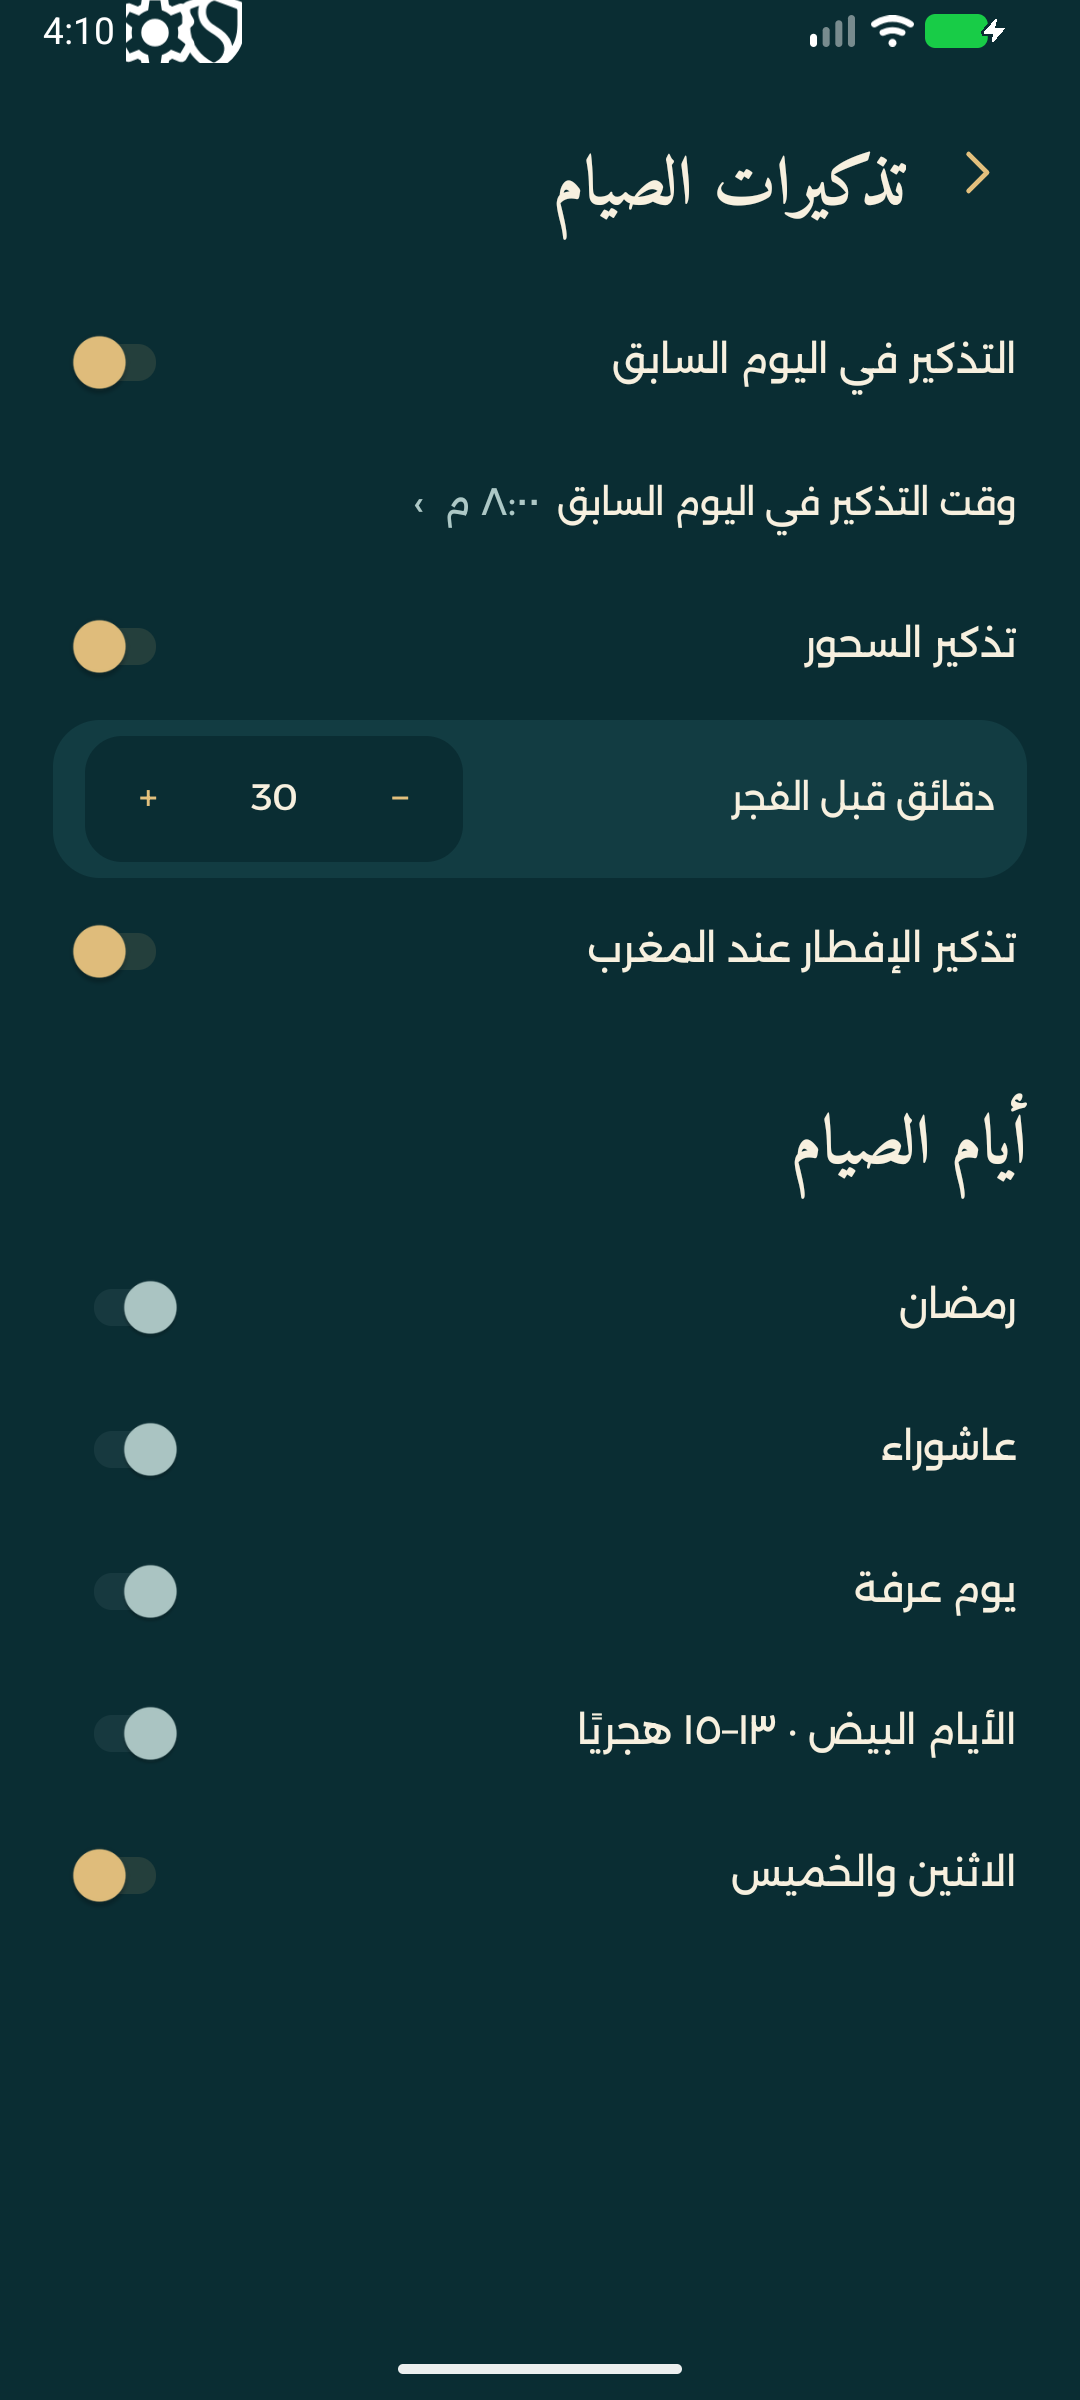 4:10
تذكيرات الصيام
التذكير في اليوم السابق
وقت التذكير في اليوم السابق ٨:٠٠ م ›
تذكير السحور
دقائق قبل الفجر − 30 +
تذكير الإفطار عند المغرب
أيام الصيام
رمضان
عاشوراء
يوم عرفة
الأيام البيض · ١٣–١٥ هجريًا
الاثنين والخميس